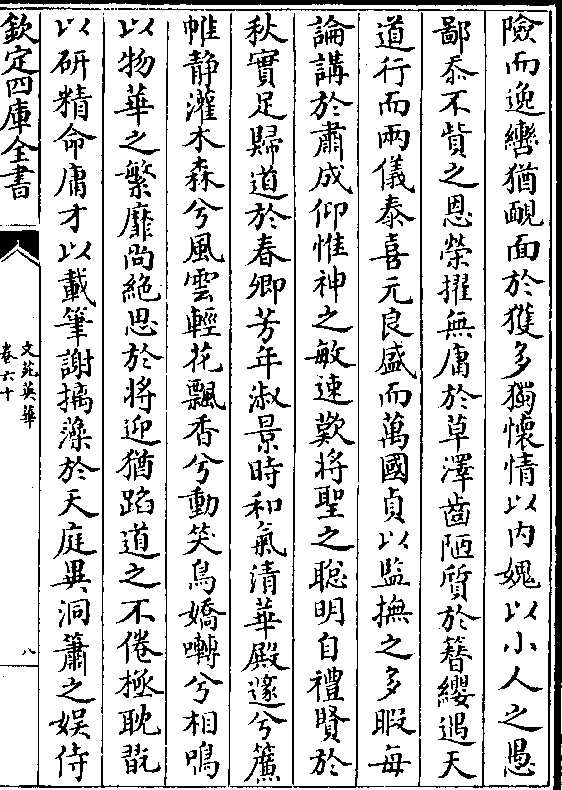 險而逸轡猶靦面於獲多獨懷情以内媿以小人之愚
鄙忝不貲之恩榮擢無庸於草澤齒陋質於簪纓遇天
道行而兩儀泰喜元良盛而萬國貞以監撫之多暇每
論講於肅成仰惟神之敏速歎将聖之聰明自禮賢於
秋實足歸道於春卿芳年淑景時和氣清華殿邃兮簾
帷静灌木森兮風雲輕花飄香兮動笑鳥嬌囀兮相鳴
以物華之繁靡尚絶思於将迎猶蹈道之不倦極耽翫
以研精命庸才以載筆謝摛藻於天庭異洞簫之娱侍
欽定四庫全書
文苑英華
卷六十
八